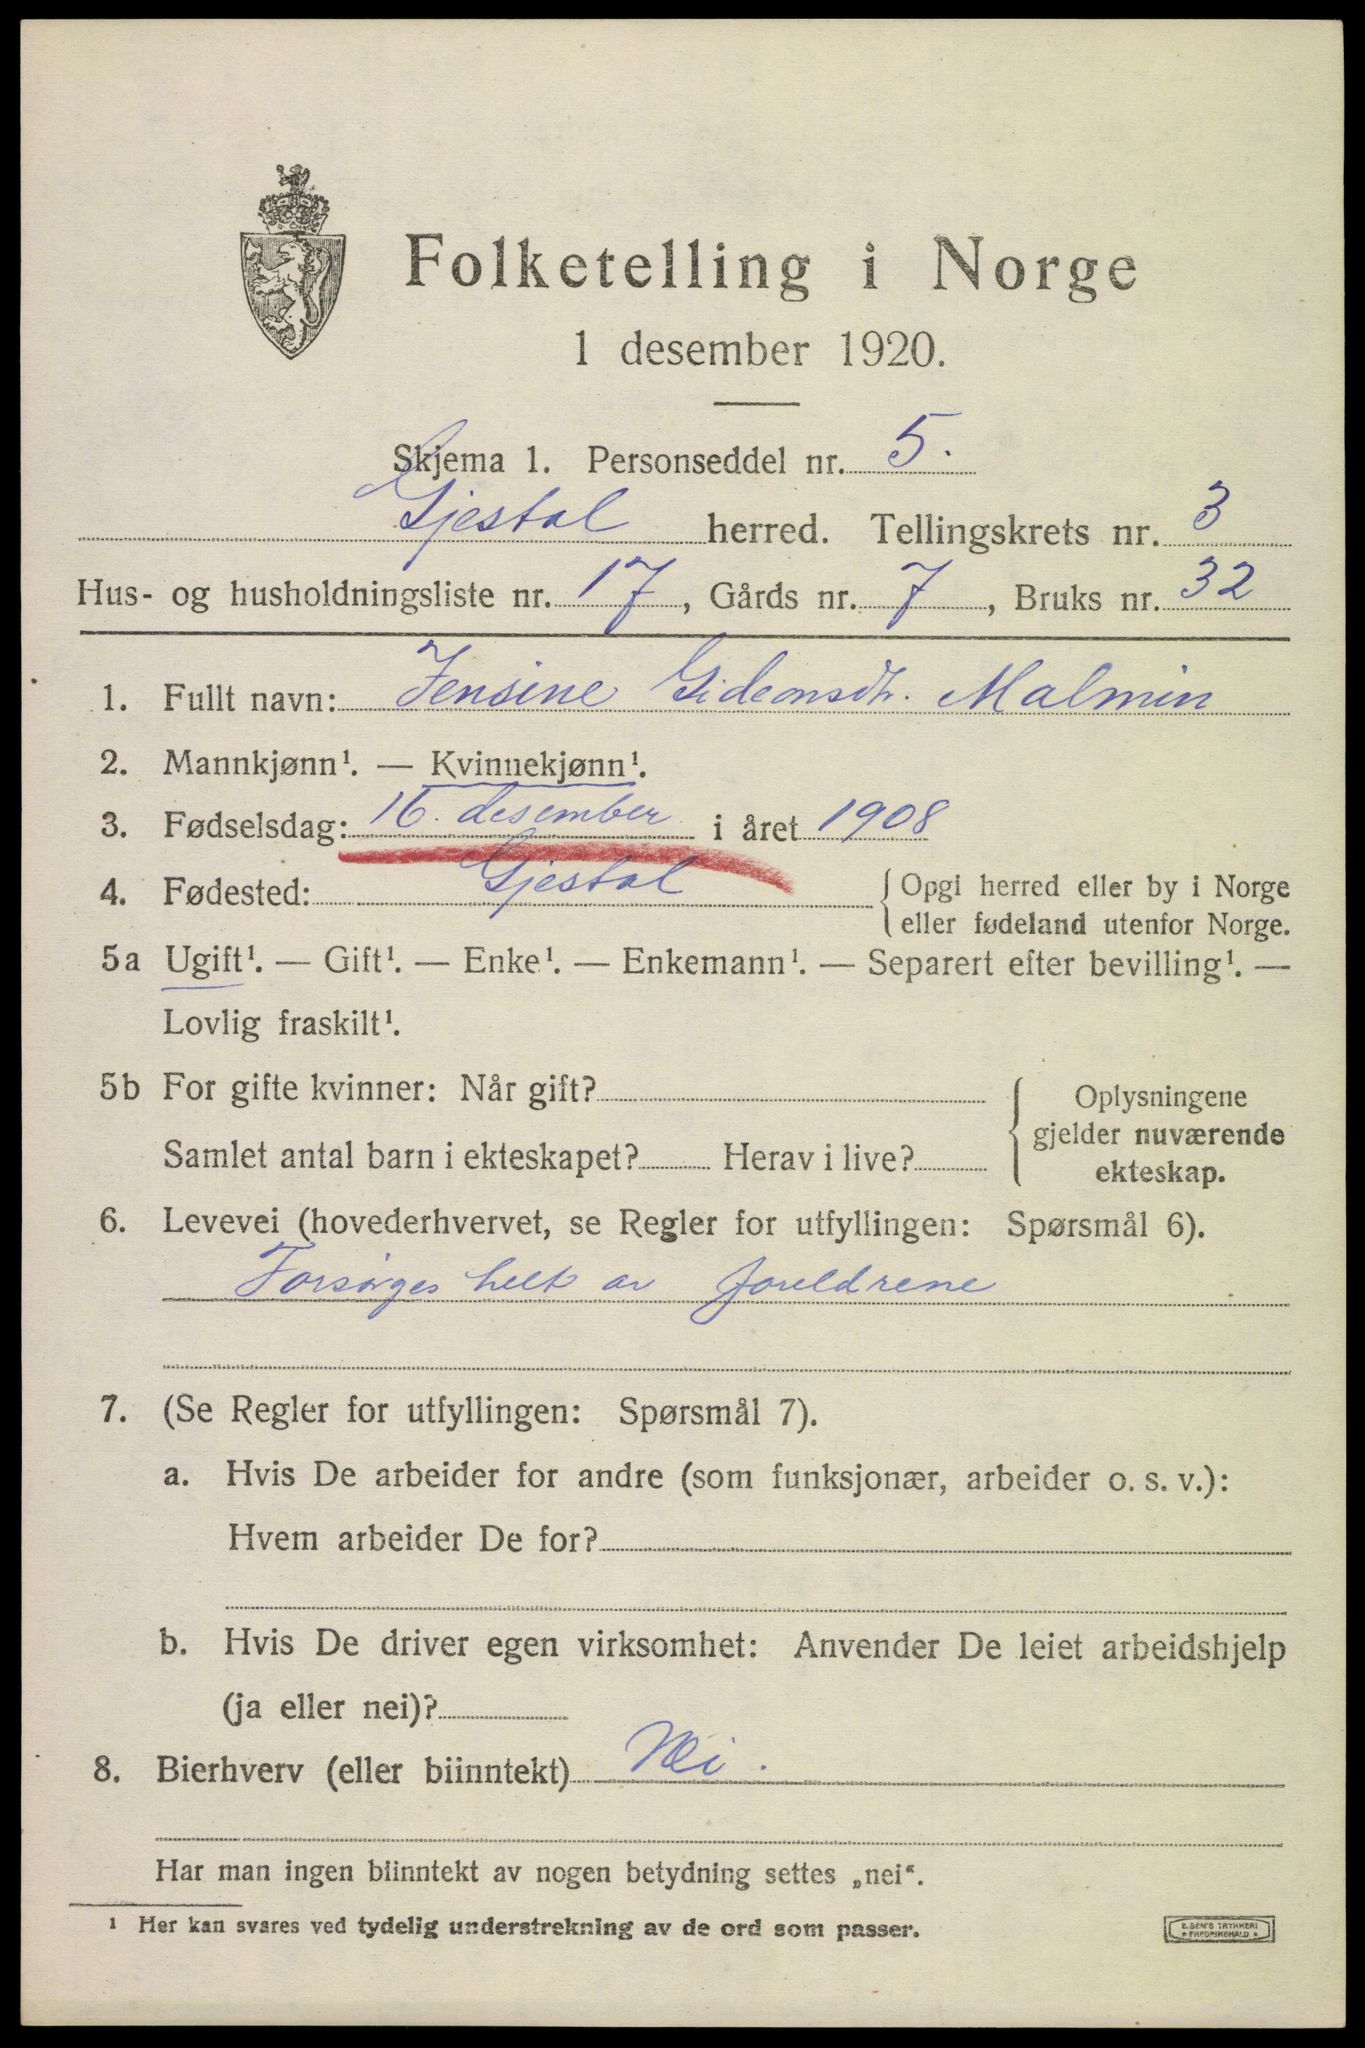 Folketelling i Norge
1 desember 1920.
Skjema 1. Personseddel nr. 5.
Gjestal herred. Tellingskrets nr. 3
Hus- og husholdningsliste nr. 17, Gårds nr. 7, Bruks nr. 32
1. Fullt navn: Jensine Gideonsdtr. Malmin
2. Mannkjønn¹. — Kvinnekjønn¹.
3. Fødselsdag: 16. desember i året 1908
4. Fødested: Gjestal { Opgi herred eller by i Norge
eller fødeland utenfor Norge.
5a Ugift¹. — Gift¹. — Enke¹. — Enkemann¹. — Separert efter bevilling¹. —
Lovlig fraskilt¹.
5b For gifte kvinner: Når gift?
Samlet antal barn i ekteskapet? Herav i live?
Oplysningene
gjelder nuværende
ekteskap.
6. Levevei (hovederhvervet, se Regler for utfyllingen: Spørsmål 6).
Forsørges helt av foreldrene
7. (Se Regler for utfyllingen: Spørsmål 7).
a. Hvis De arbeider for andre (som funksjonær, arbeider o. s. v.):
Hvem arbeider De for?
b. Hvis De driver egen virksomhet: Anvender De leiet arbeidshjelp
(ja eller nei)?
8. Bierhverv (eller biinntekt) Nei.
Har man ingen biinntekt av nogen betydning settes „nei“.
¹ Her kan svares ved tydelig understrekning av de ord som passer.
E. SEM'S TRYKKERI
FREDRIKSHALD